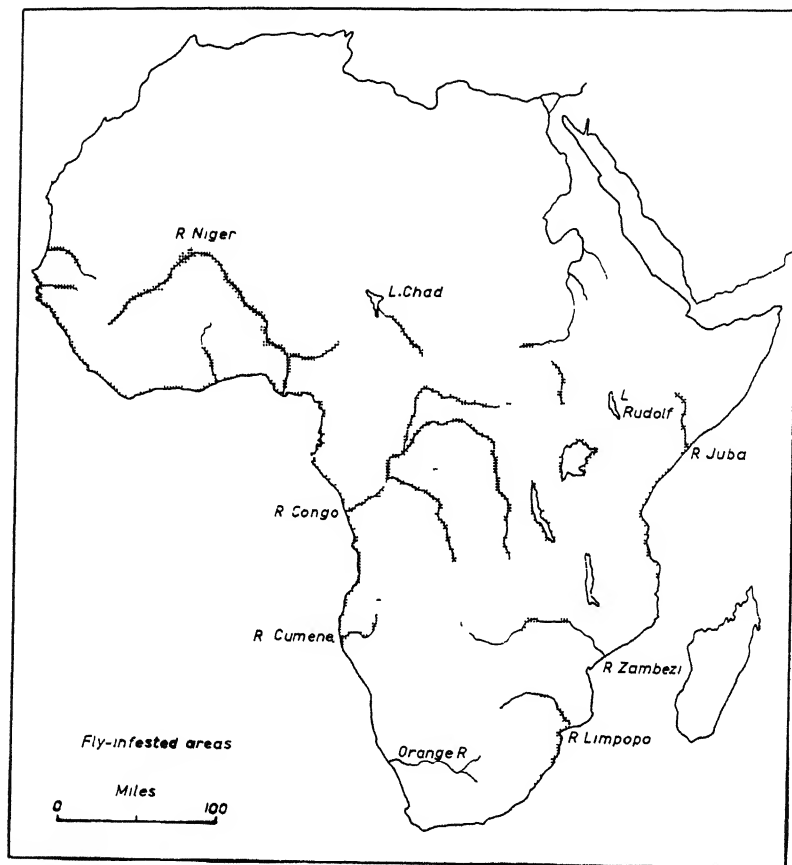 R Niger
L. Chad
L
Rudolf
R Juba
R Congo
R Cumene
R Zambezi
R Limpopo
Orange R
Fly-infested areas
Miles
0 100